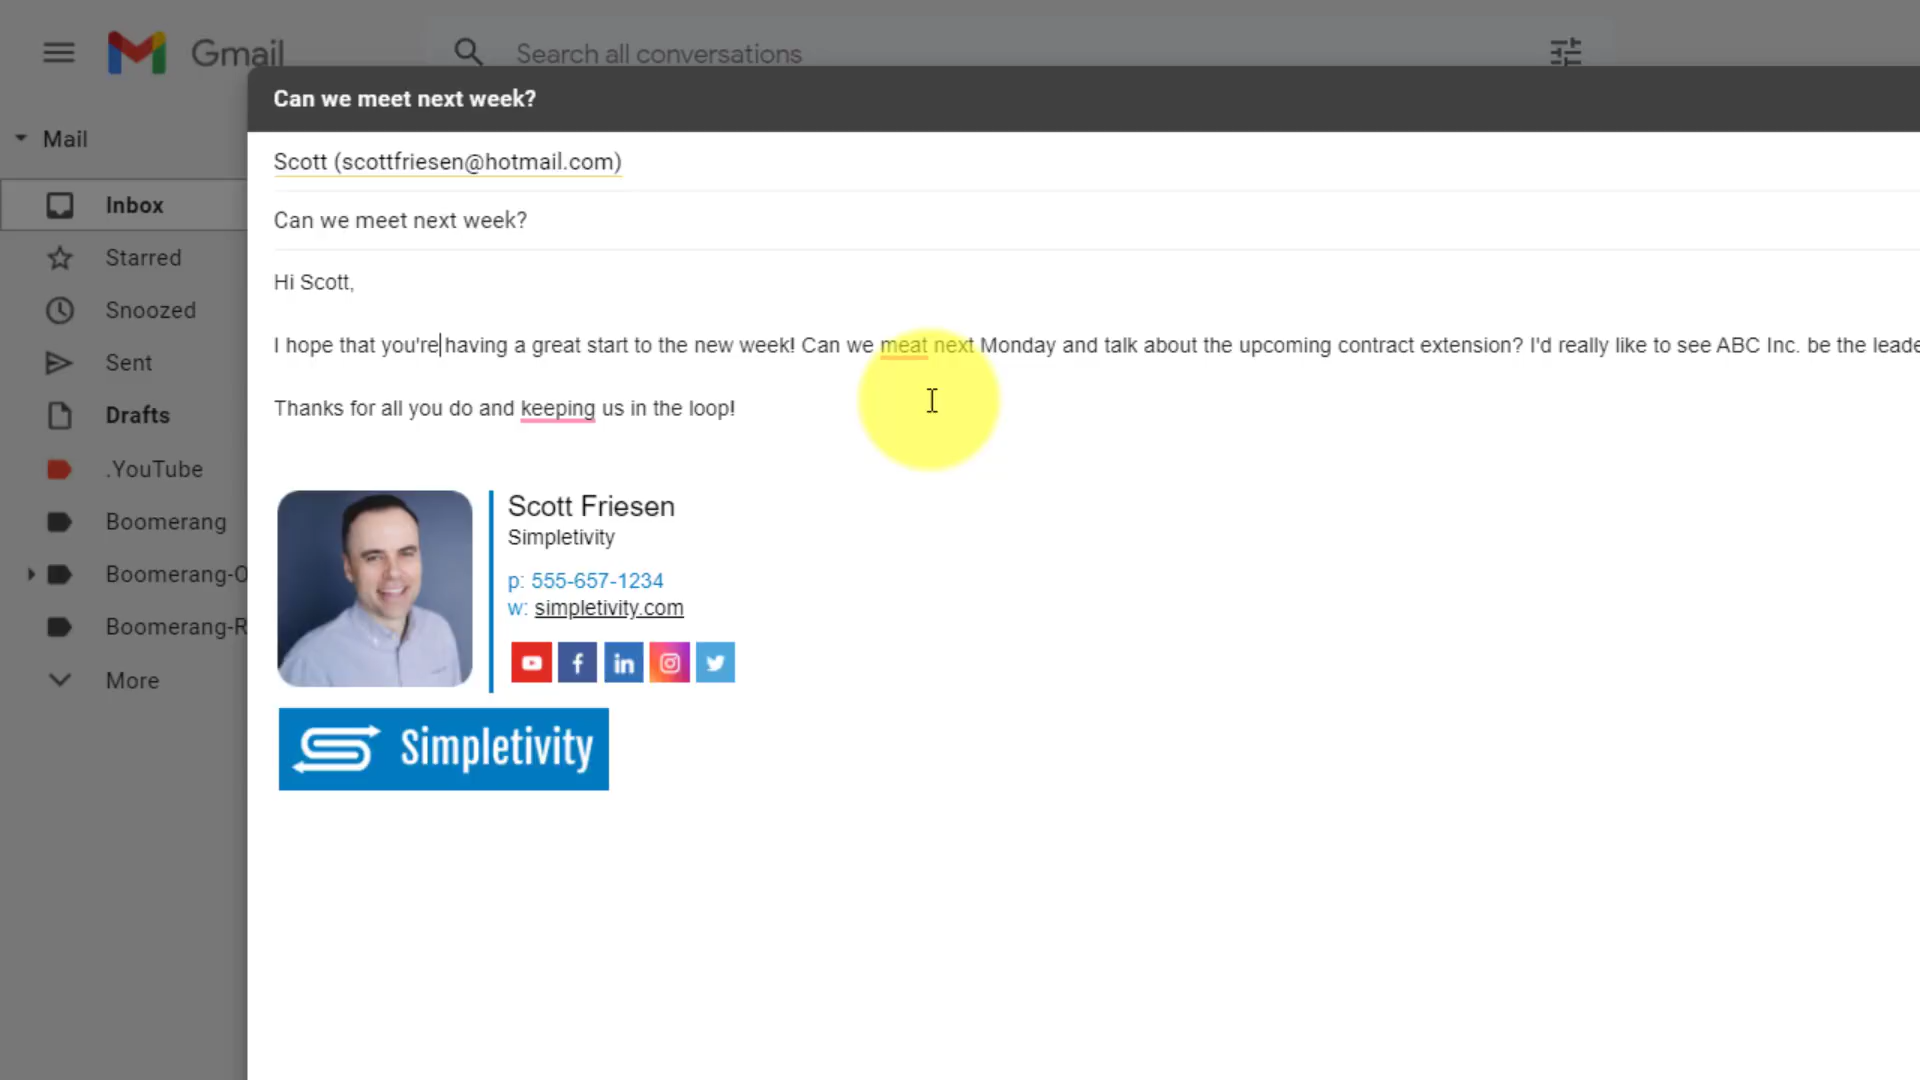 Gmail
Search all conversations
Can we meet next week?
Mail
Scott (scottfriesen@hotmail.com)
Inbox
Can we meet next week?
Starred
Hi Scott,
Snoozed
I hope that you're having a great start to the new week! Can we meat next Monday and talk about the upcoming contract extension? I'd really like to see ABC Inc. be the leade
Sent
Thanks for all you do and keeping us in the loop!
Drafts
.YouTube
Scott Friesen
Boomerang
Simpletivity
Boomerang-O
p: 555-657-1234
w: simpletivity.com
Boomerang-R
More
Simpletivity